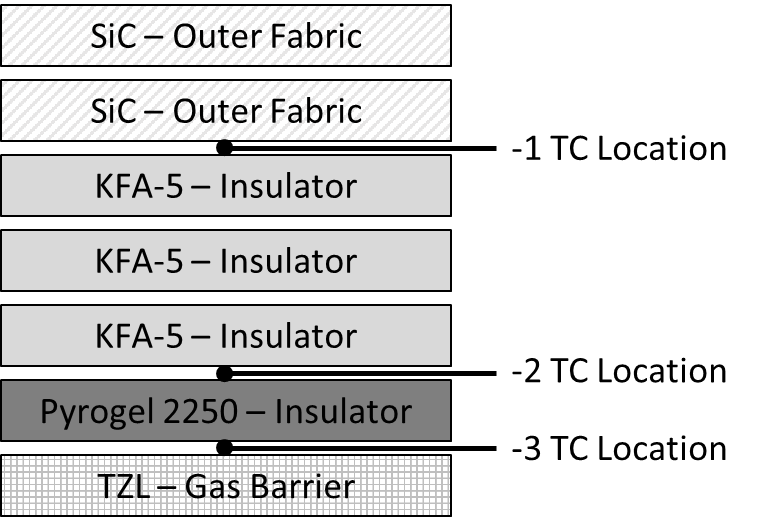 SiC – Outer Fabric
SiC – Outer Fabric
-1 TC Location
KFA-5 – Insulator
KFA-5 – Insulator
KFA-5 – Insulator
-2 TC Location
Pyrogel 2250 – Insulator
-3 TC Location
TZL – Gas Barrier